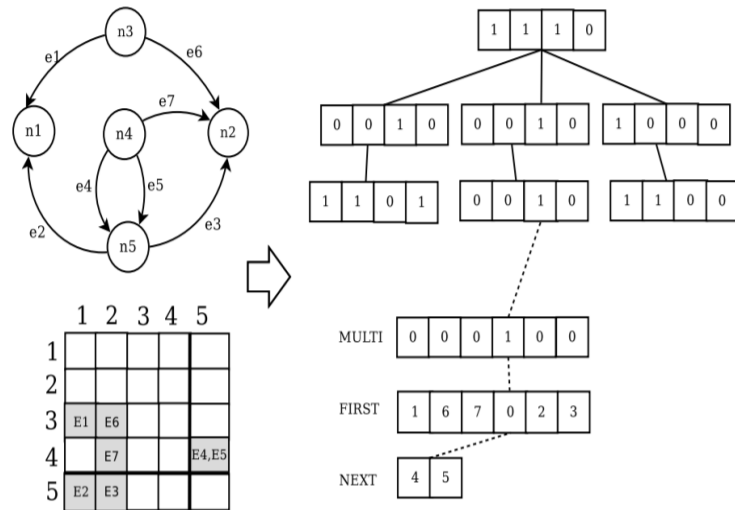 n3
e1
e6
n1
n4
e7
n2
e4
e5
e2
n5
e3
1 2 3 4 5
1
2
3 E1 E6
4 E7 E4,E5
5 E2 E3
1 1 1 0
0 0 1 0
0 0 1 0
1 0 0 0
1 1 0 1
0 0 1 0
1 1 0 0
MULTI 0 0 0 1 0 0
FIRST 1 6 7 0 2 3
NEXT 4 5